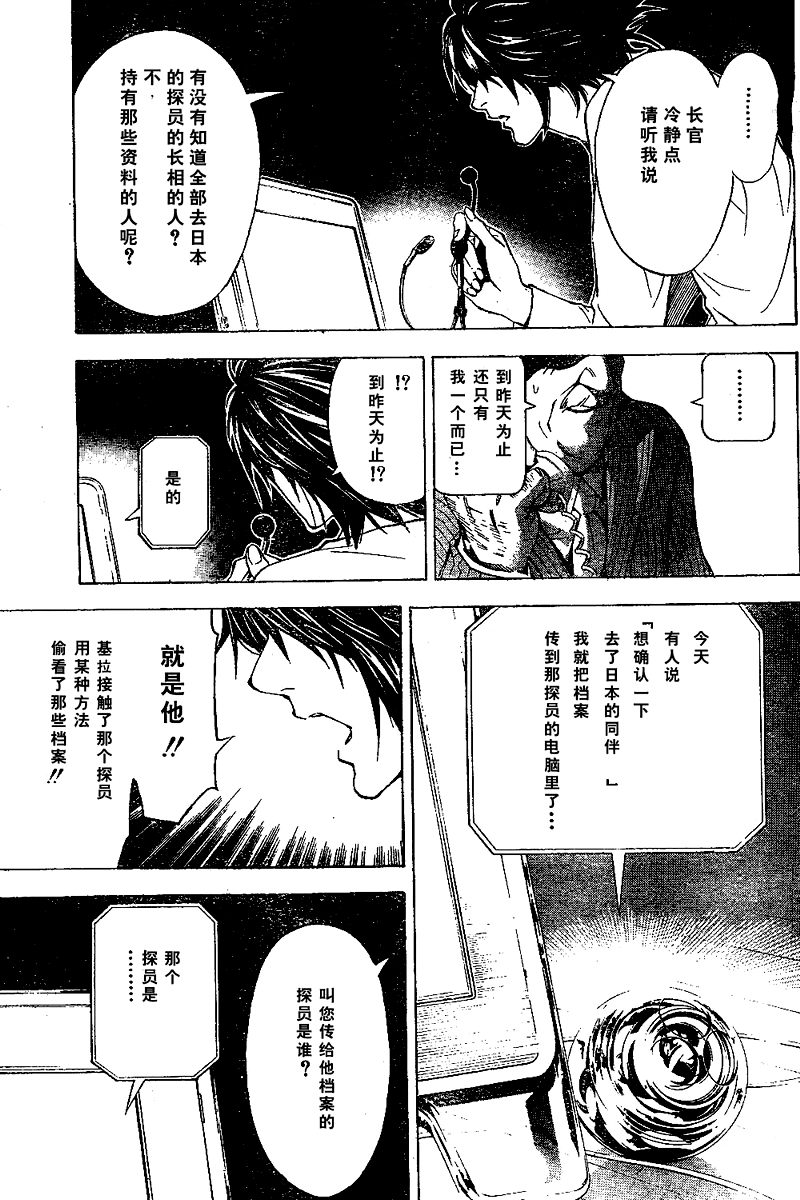 ………
长官
冷静点
请听我说
有没有知道全部去日本
的探员的长相的人？
不，
持有那些资料的人呢？
………
到昨天为止
还只有
我一个而已…
!?
到昨天为止!?
是的
今天
有人说
「想确认一下
去了日本的同伴」
我就把档案
传到那探员的电脑里了…
就是他!!
基拉接触了那个探员
用某种方法
偷看了那些档案!!
叫您传给他档案的
探员是谁？
那个
探员是
………